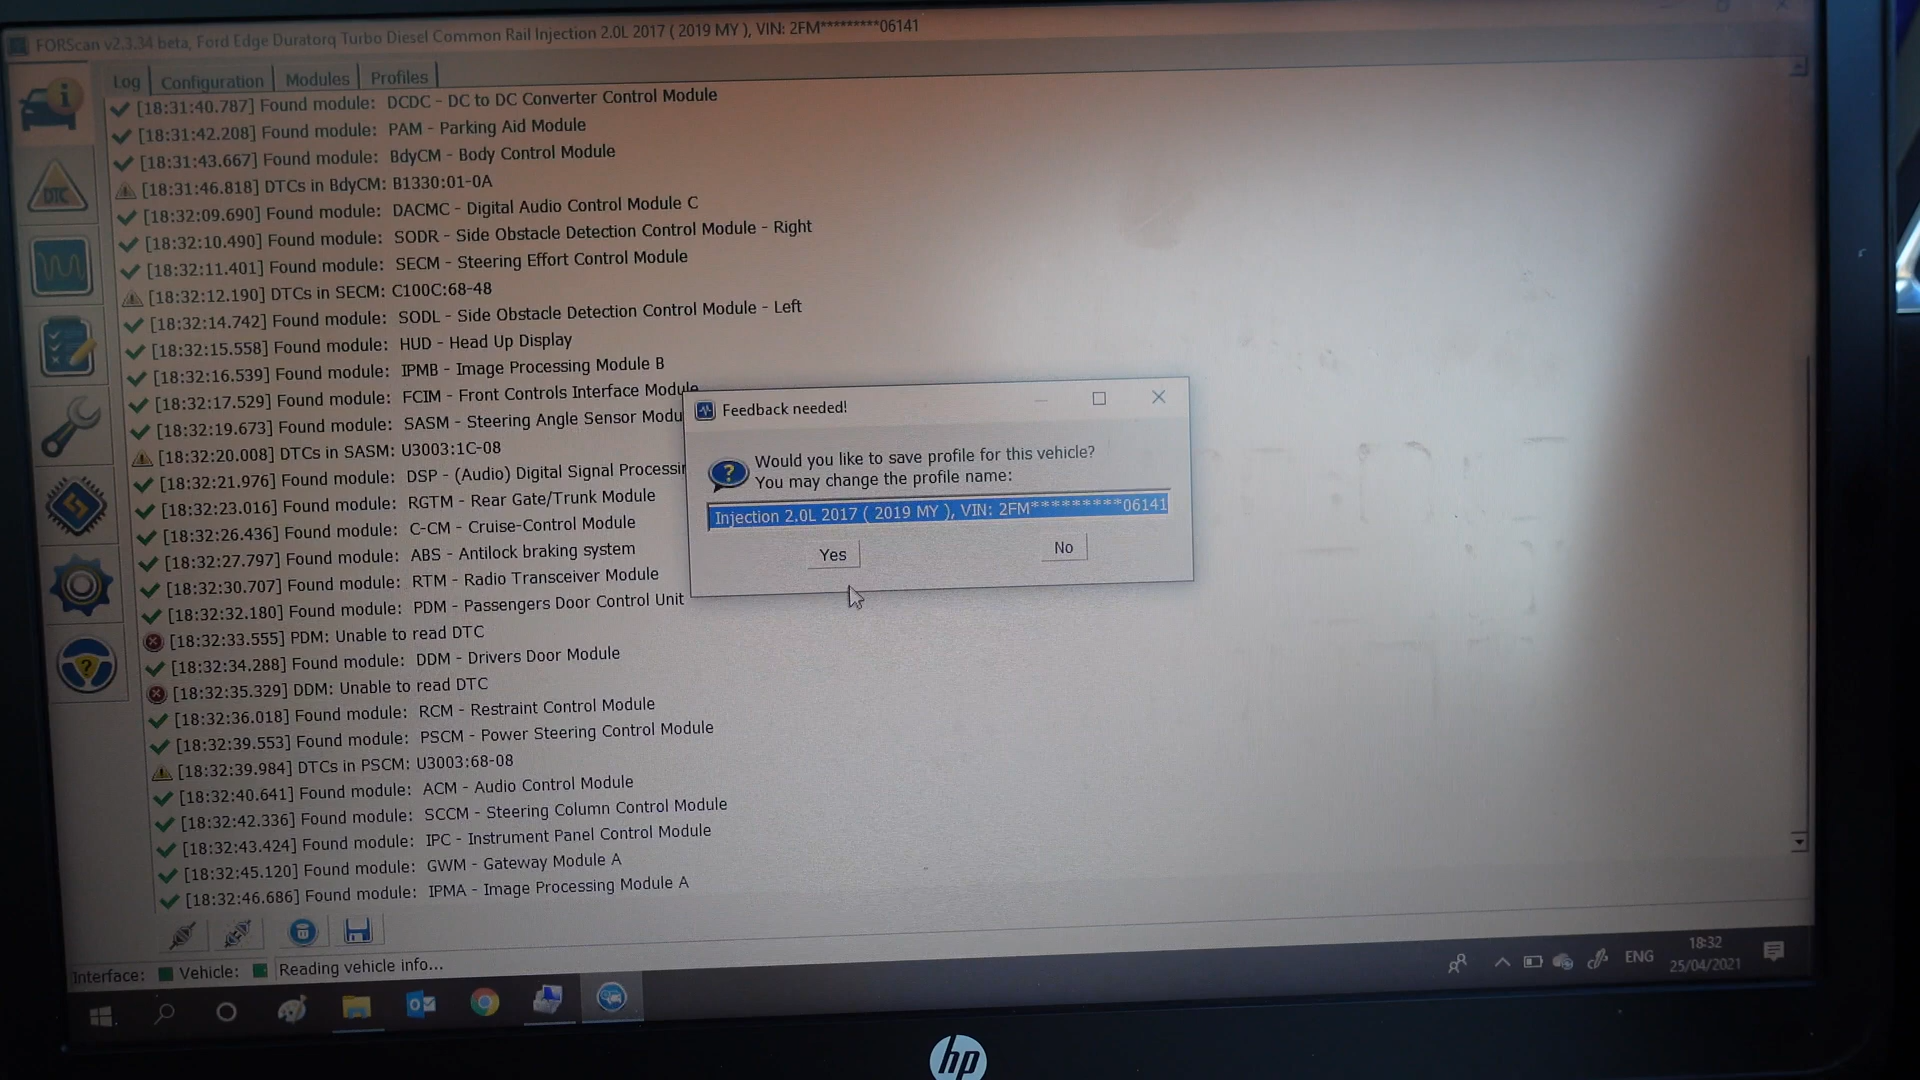 FORScan v2.3.34 beta, Ford Edge Duratorq Turbo Diesel Common Rail Injection 2.0L 2017 ( 2019 MY ), VIN: 2FM*********06141
Log Configuration Modules Profiles
[18:31:40.787] Found module: DCDC - DC to DC Converter Control Module
[18:31:42.208] Found module: PAM - Parking Aid Module
[18:31:43.667] Found module: BdyCM - Body Control Module
[18:31:46.818] DTCs in BdyCM: B1330:01-0A
[18:32:09.690] Found module: DACMC - Digital Audio Control Module C
[18:32:10.490] Found module: SODR - Side Obstacle Detection Control Module - Right
[18:32:11.401] Found module: SECM - Steering Effort Control Module
[18:32:12.190] DTCs in SECM: C100C:68-48
[18:32:14.742] Found module: SODL - Side Obstacle Detection Control Module - Left
[18:32:15.558] Found module: HUD - Head Up Display
[18:32:16.539] Found module: IPMB - Image Processing Module B
[18:32:17.529] Found module: FCIM - Front Controls Interface Module
[18:32:19.673] Found module: SASM - Steering Angle Sensor Modu
[18:32:20.008] DTCs in SASM: U3003:1C-08
[18:32:21.976] Found module: DSP - (Audio) Digital Signal Processin
[18:32:23.016] Found module: RGTM - Rear Gate/Trunk Module
[18:32:26.436] Found module: C-CM - Cruise-Control Module
[18:32:27.797] Found module: ABS - Antilock braking system
[18:32:30.707] Found module: RTM - Radio Transceiver Module
[18:32:32.180] Found module: PDM - Passengers Door Control Unit
[18:32:33.555] PDM: Unable to read DTC
[18:32:34.288] Found module: DDM - Drivers Door Module
[18:32:35.329] DDM: Unable to read DTC
[18:32:36.018] Found module: RCM - Restraint Control Module
[18:32:39.553] Found module: PSCM - Power Steering Control Module
[18:32:39.984] DTCs in PSCM: U3003:68-08
[18:32:40.641] Found module: ACM - Audio Control Module
[18:32:42.336] Found module: SCCM - Steering Column Control Module
[18:32:43.424] Found module: IPC - Instrument Panel Control Module
[18:32:45.120] Found module: GWM - Gateway Module A
[18:32:46.686] Found module: IPMA - Image Processing Module A
DTC
Feedback needed!
Would you like to save profile for this vehicle?
You may change the profile name:
Injection 2.0L 2017 ( 2019 MY ), VIN: 2FM*********06141
Yes No
Interface: Vehicle: Reading vehicle info...
ENG
18:32
25/04/2021
hp